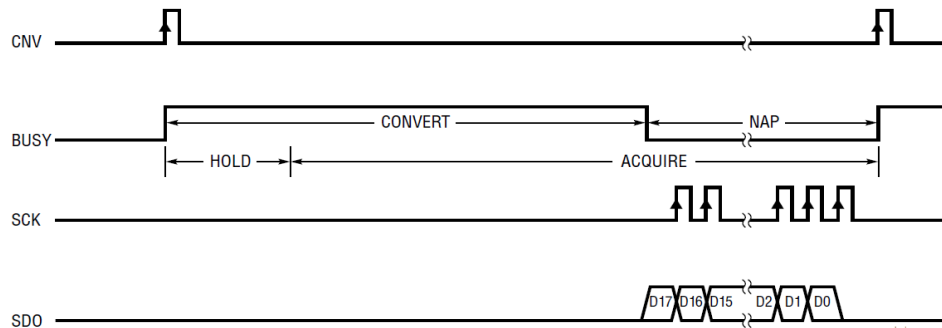 CNV
CONVERT
NAP
BUSY
HOLD
ACQUIRE
SCK
D17 D16 D15 D2 D1 D0
SDO